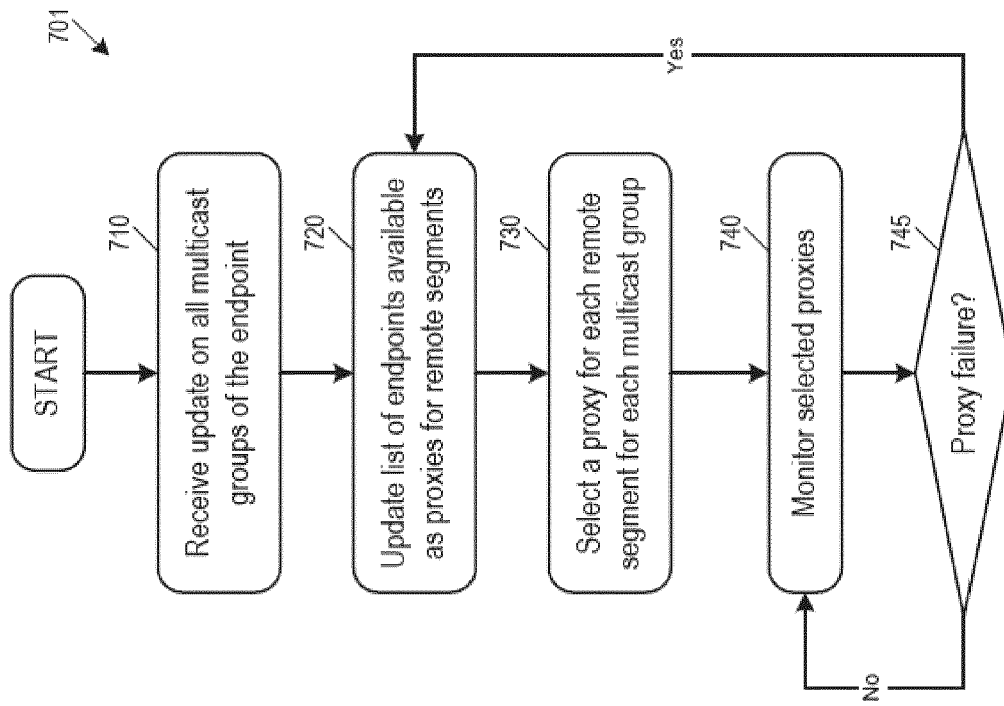 701
START
710
Receive update on all multicast
groups of the endpoint
720
Update list of endpoints available
as proxies for remote segments
730
Select a proxy for each remote
segment for each multicast group
740
Monitor selected proxies
745
Proxy failure?
Yes
No